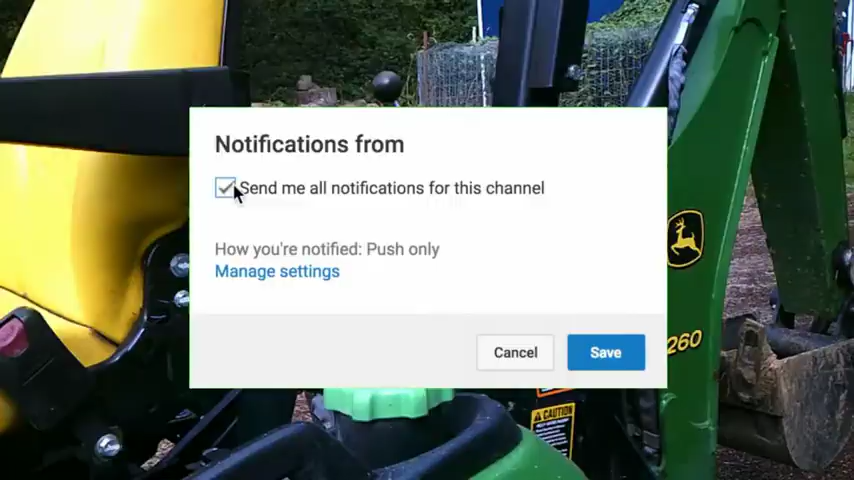 Notifications from
Send me all notifications for this channel
How you're notified: Push only
Manage settings
Cancel
Save
260
CAUTION